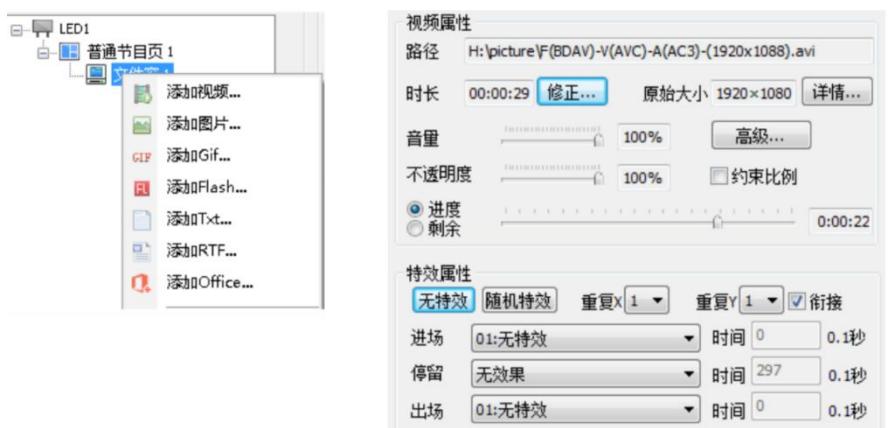 LED1
普通节目页 1
文件窗 1
添加视频...
添加图片...
GIF 添加Gif...
FL 添加Flash...
添加Txt...
添加RTF...
添加Office...
视频属性
路径 H:\picture\F(BDAV)-V(AVC)-A(AC3)-(1920x1088).avi
时长 00:00:29 修正... 原始大小 1920×1080 详情...
音量 100% 高级...
不透明度 100% 约束比例
进度
剩余 0:00:22
特效属性
无特效 随机特效 重复X 1 重复Y 1 衔接
进场 01:无特效 时间 0 0.1秒
停留 无效果 时间 297 0.1秒
出场 01:无特效 时间 0 0.1秒